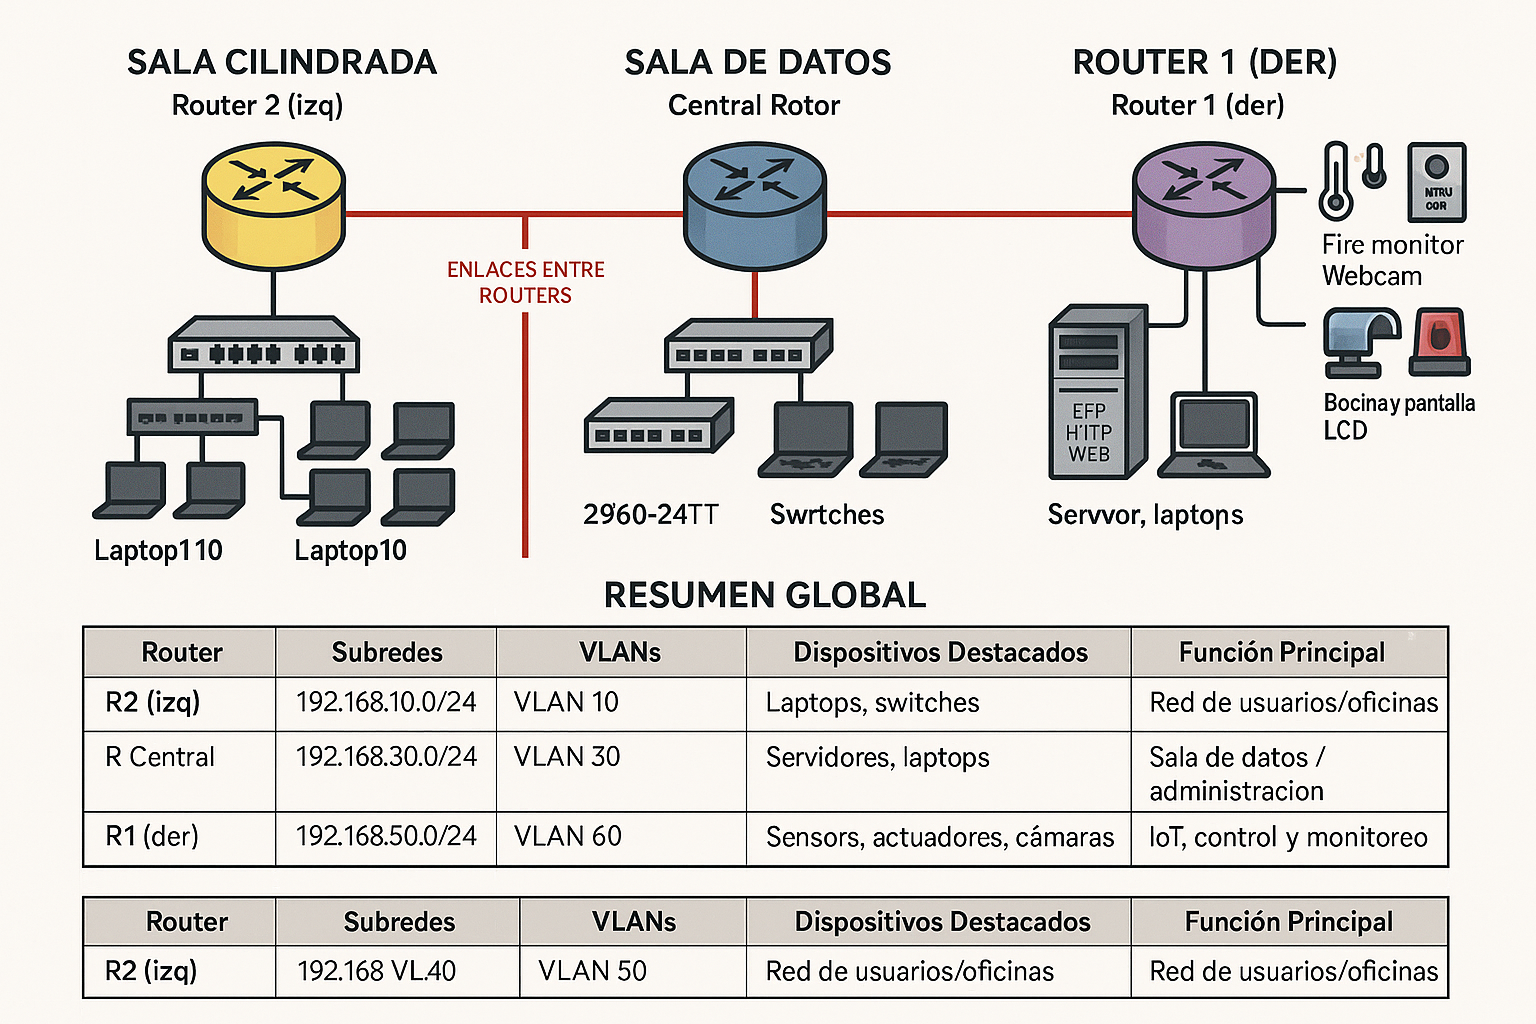 SALA CILINDRADA
Router 2 (izq)
SALA DE DATOS
Central Rotor
ROUTER 1 (DER)
Router 1 (der)
NTRU
COR
Fire monitor
Webcam
ENLACES ENTRE
ROUTERS
Bocina y pantalla
LCD
EFP
H'ITP
WEB
Laptop110
Laptop10
2960-24TT
Swrtches
Servvor, laptops
RESUMEN GLOBAL
Router Subredes VLANs Dispositivos Destacados Función Principal
R2 (izq) 192.168.10.0/24 VLAN 10 Laptops, switches Red de usuarios/oficinas
R Central 192.168.30.0/24 VLAN 30 Servidores, laptops Sala de datos /
administracion
R1 (der) 192.168.50.0/24 VLAN 60 Sensors, actuadores, cámaras IoT, control y monitoreo
Router Subredes VLANs Dispositivos Destacados Función Principal
R2 (izq) 192.168 VL.40 VLAN 50 Red de usuarios/oficinas Red de usuarios/oficinas